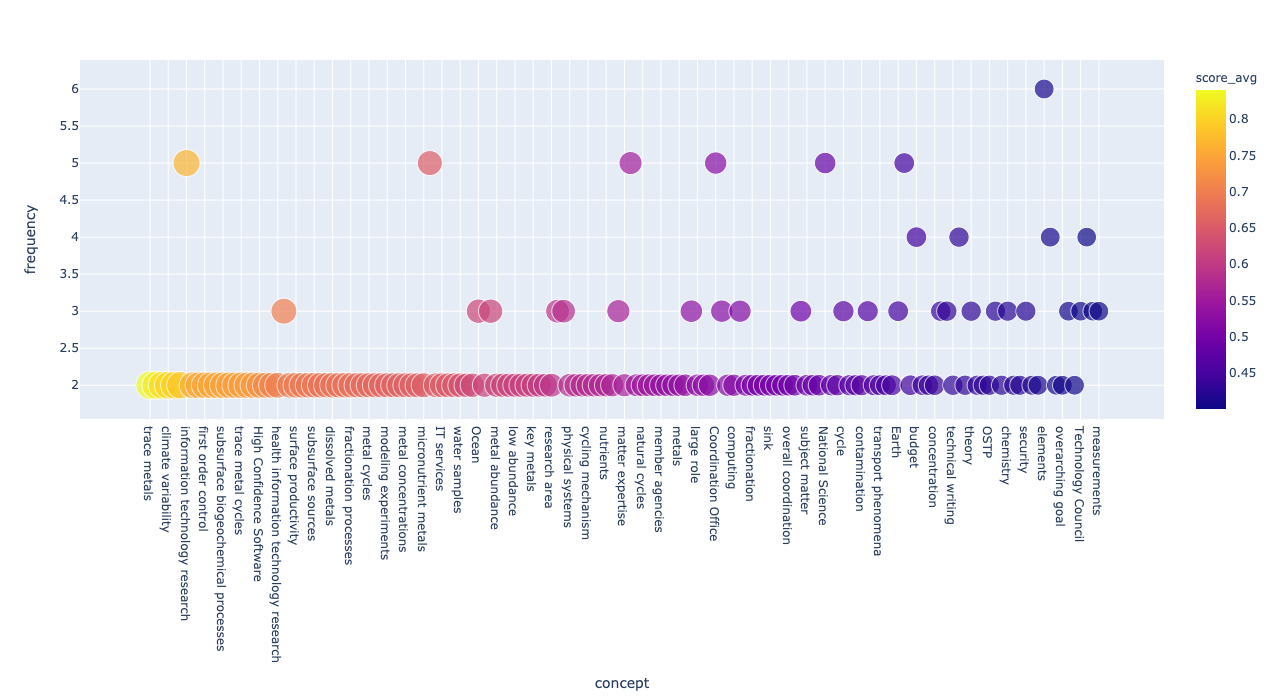 score_avg
6
5.5
5
4.5
4
3.5
3
2.5
2
frequency
0.8
0.75
0.7
0.65
0.6
0.55
0.5
0.45
trace metals
climate variability
information technology research
first order control
subsurface biogeochemical processes
trace metal cycles
High Confidence Software
health information technology research
surface productivity
subsurface sources
dissolved metals
fractionation processes
metal cycles
modeling experiments
metal concentrations
micronutrient metals
IT services
water samples
Ocean
metal abundance
low abundance
key metals
research area
physical systems
cycling mechanism
nutrients
matter expertise
natural cycles
member agencies
metals
large role
Coordination Office
computing
fractionation
sink
overall coordination
subject matter
National Science
cycle
contamination
transport phenomena
Earth
budget
concentration
technical writing
theory
OSTP
chemistry
security
elements
overarching goal
Technology Council
measurements
concept